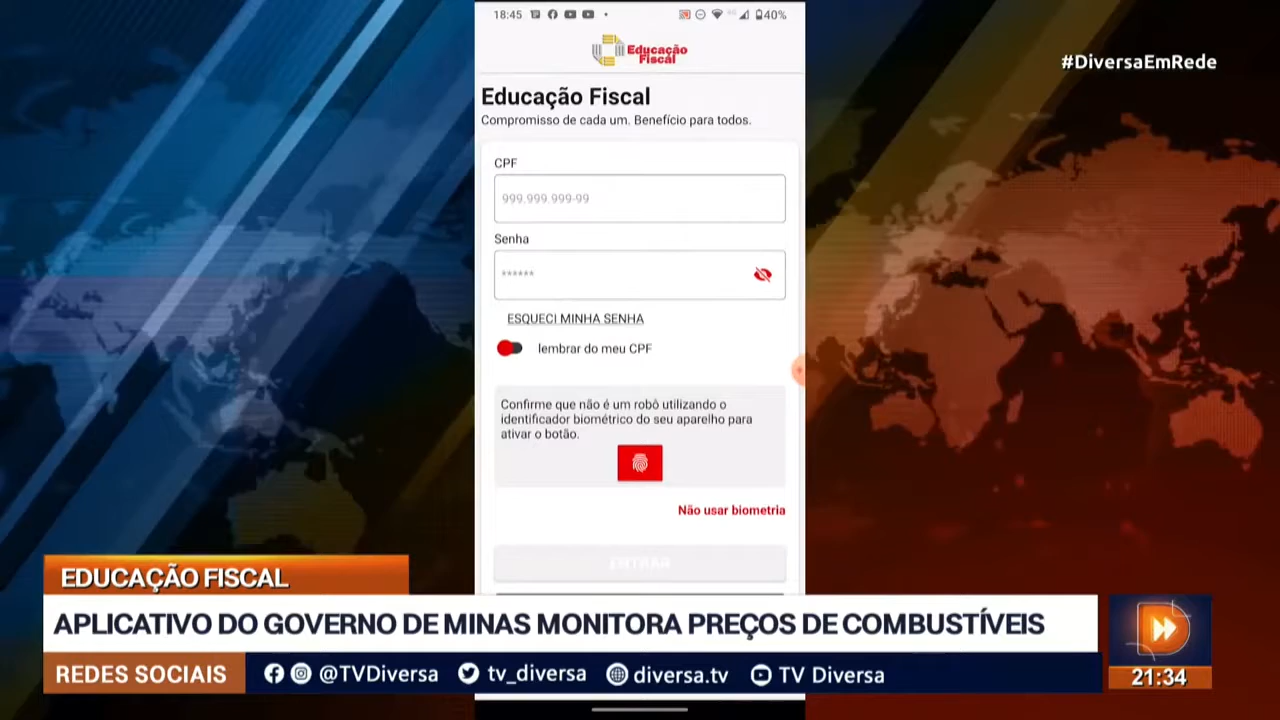 18:45
40%
#DiversaEmRede
Educação
Fiscal
Educação Fiscal
Compromisso de cada um. Benefício para todos.
CPF
999.999.999-99
Senha
******
ESQUECI MINHA SENHA
lembrar do meu CPF
Confirme que não é um robô utilizando o
identificador biométrico do seu aparelho para
ativar o botão.
Não usar biometria
ENTRAR
EDUCAÇÃO FISCAL
APLICATIVO DO GOVERNO DE MINAS MONITORA PREÇOS DE COMBUSTÍVEIS
REDES SOCIAIS @TVDiversa tv_diversa diversa.tv TV Diversa
21:34